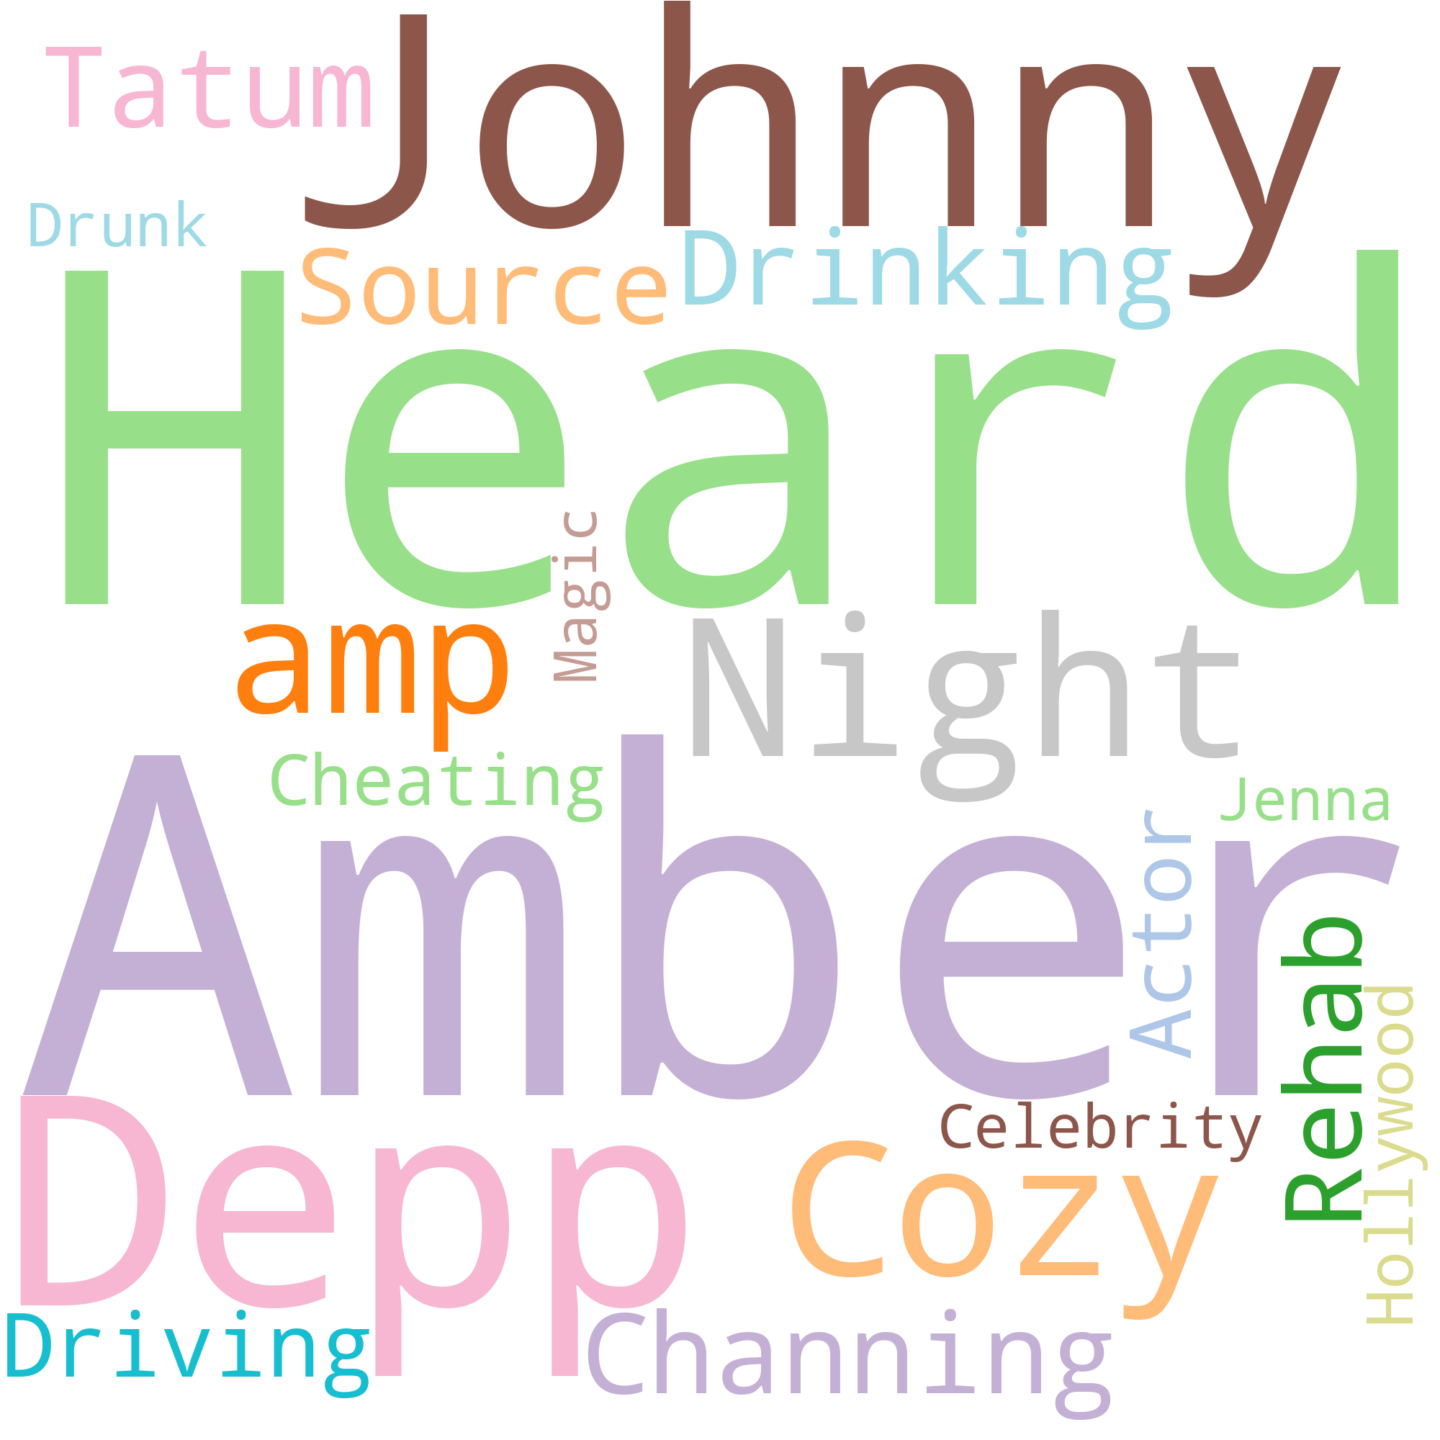 Johnny
Tatum
Drunk
Source
Drinking
Heard
Magic
amp
Night
Cheating
Jenna
Amber
Actor
Rehab
Hollywood
Celebrity
Depp
Cozy
Driving
Channing